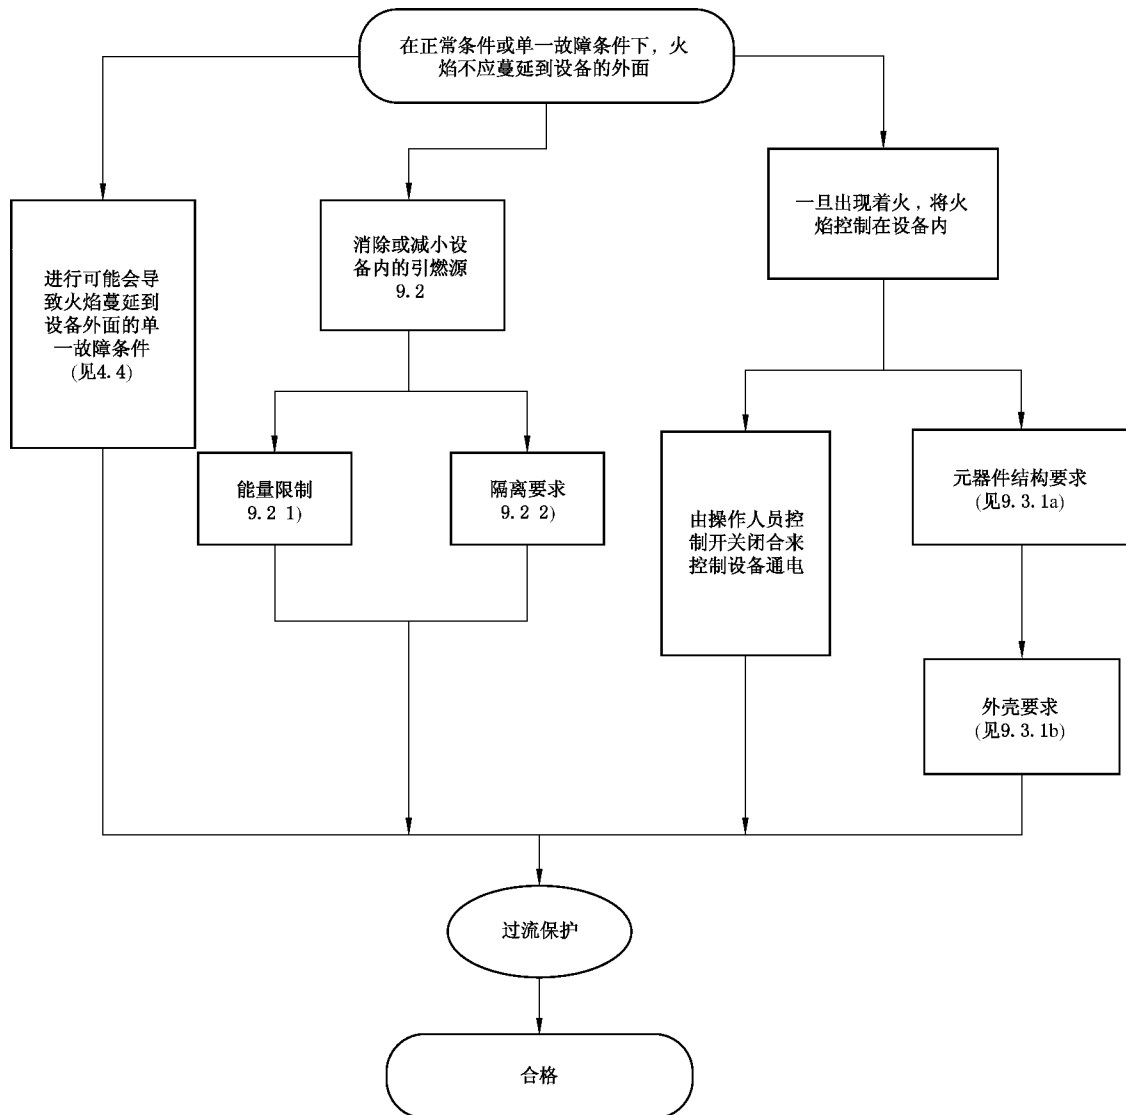 在正常条件或单一故障条件下，火
焰不应蔓延到设备的外面
一旦出现着火，将火
焰控制在设备内
消除或减小设
备内的引燃源
9.2
进行可能会导
致火焰蔓延到
设备外面的单
一故障条件
(见4.4)
能量限制
9.2 1)
隔离要求
9.2 2)
由操作人员控
制开关闭合来
控制设备通电
元器件结构要求
(见9.3.1a)
外壳要求
(见9.3.1b)
过流保护
合格